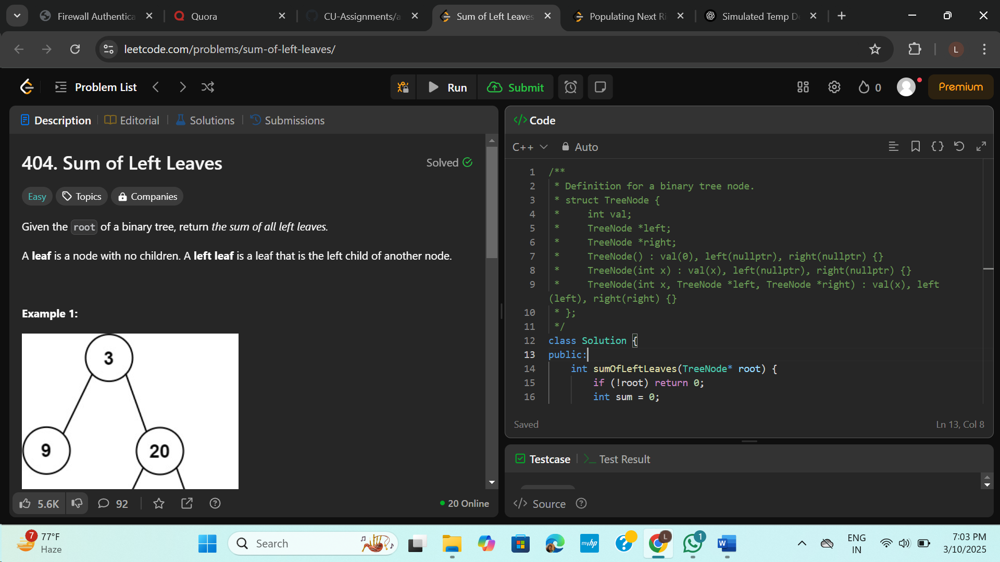 Firewall Authentica
Quora
CU-Assignments/a
Sum of Left Leaves
Populating Next Ri
Simulated Temp De
leetcode.com/problems/sum-of-left-leaves/
L
Problem List
Run
Submit
0
Premium
Description
Editorial
Solutions
Submissions
404. Sum of Left Leaves
Solved
Easy
Topics
Companies
Given the root of a binary tree, return the sum of all left leaves.
A leaf is a node with no children. A left leaf is a leaf that is the left child of another node.
Example 1:
3
9
20
5.6K
92
20 Online
</> Code
C++
Auto
1 /**
2 * Definition for a binary tree node.
3 * struct TreeNode {
4 *     int val;
5 *     TreeNode *left;
6 *     TreeNode *right;
7 *     TreeNode() : val(0), left(nullptr), right(nullptr) {}
8 *     TreeNode(int x) : val(x), left(nullptr), right(nullptr) {}
9 *     TreeNode(int x, TreeNode *left, TreeNode *right) : val(x), left
(left), right(right) {}
10 * };
11 */
12 class Solution {
13 public:
14     int sumOfLeftLeaves(TreeNode* root) {
15         if (!root) return 0;
16         int sum = 0;
Saved
Ln 13, Col 8
Testcase
Test Result
</> Source
7
77°F
Haze
Search
myhp
L
1
W
ENG
IN
7:03 PM
3/10/2025